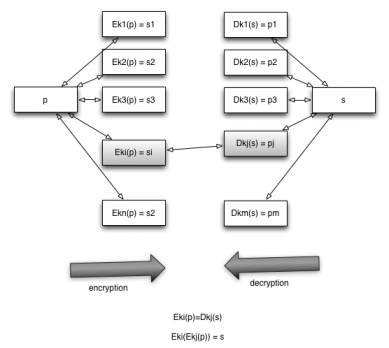 Ek1(p) = s1
Dk1(s) = p1
Ek2(p) = s2
Dk2(s) = p2
p
Ek3(p) = s3
Dk3(s) = p3
s
Eki(p) = si
Dkj(s) = pj
Ekn(p) = s2
Dkm(s) = pm
encryption
decryption
Eki(p)=Dkj(s)
Eki(Ekj(p)) = s